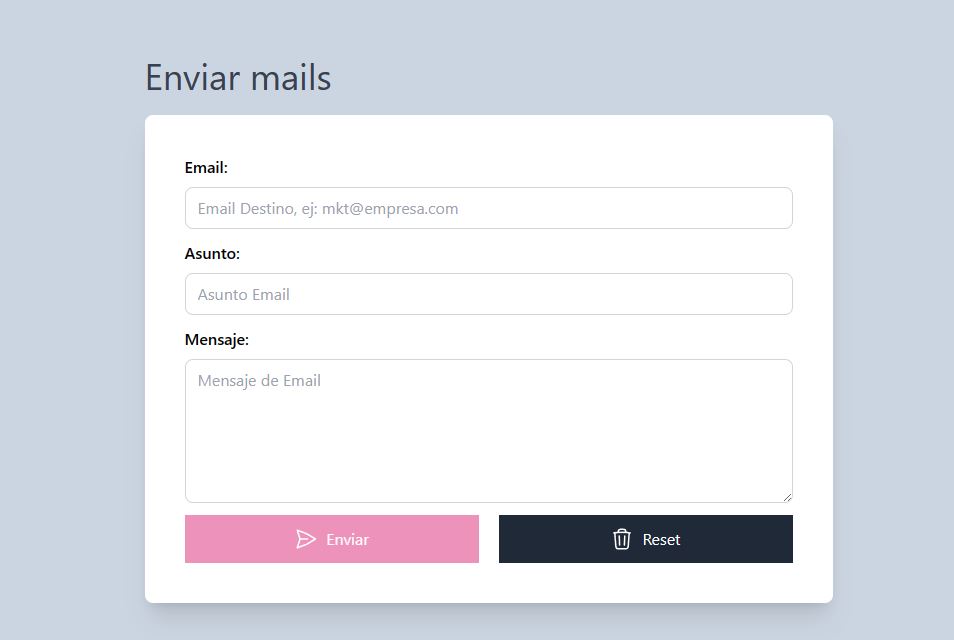 Enviar mails
Email:
Email Destino, ej: mkt@empresa.com
Asunto:
Asunto Email
Mensaje:
Mensaje de Email
Enviar
Reset